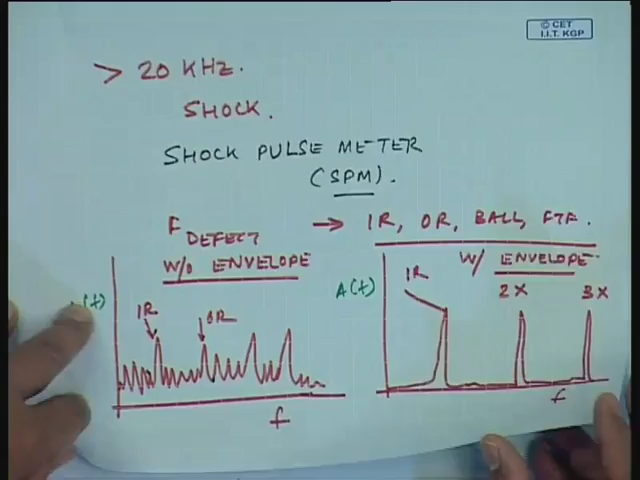 © CET
I.I.T. KGP
> 20 KHZ.
SHOCK.
SHOCK PULSE METER
(SPM).
F DEFECT → IR, OR, BALL, FTF.
W/O ENVELOPE
W/ ENVELOPE
(t)
IR
OR
f
A(t)
IR
2X
3X
f